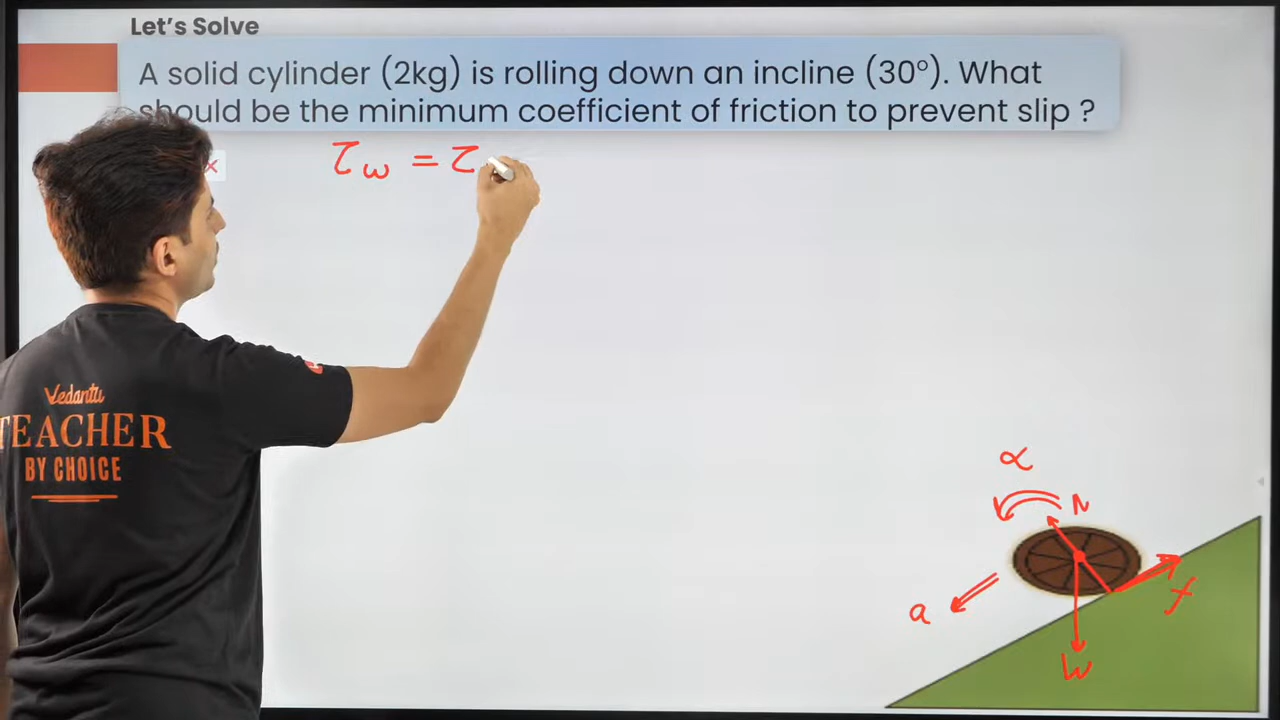 Let's Solve
A solid cylinder (2kg) is rolling down an incline (30°). What
should be the minimum coefficient of friction to prevent slip ?
× τw = τ
Vedantu
TEACHER
BY CHOICE
α
N
a
f
W